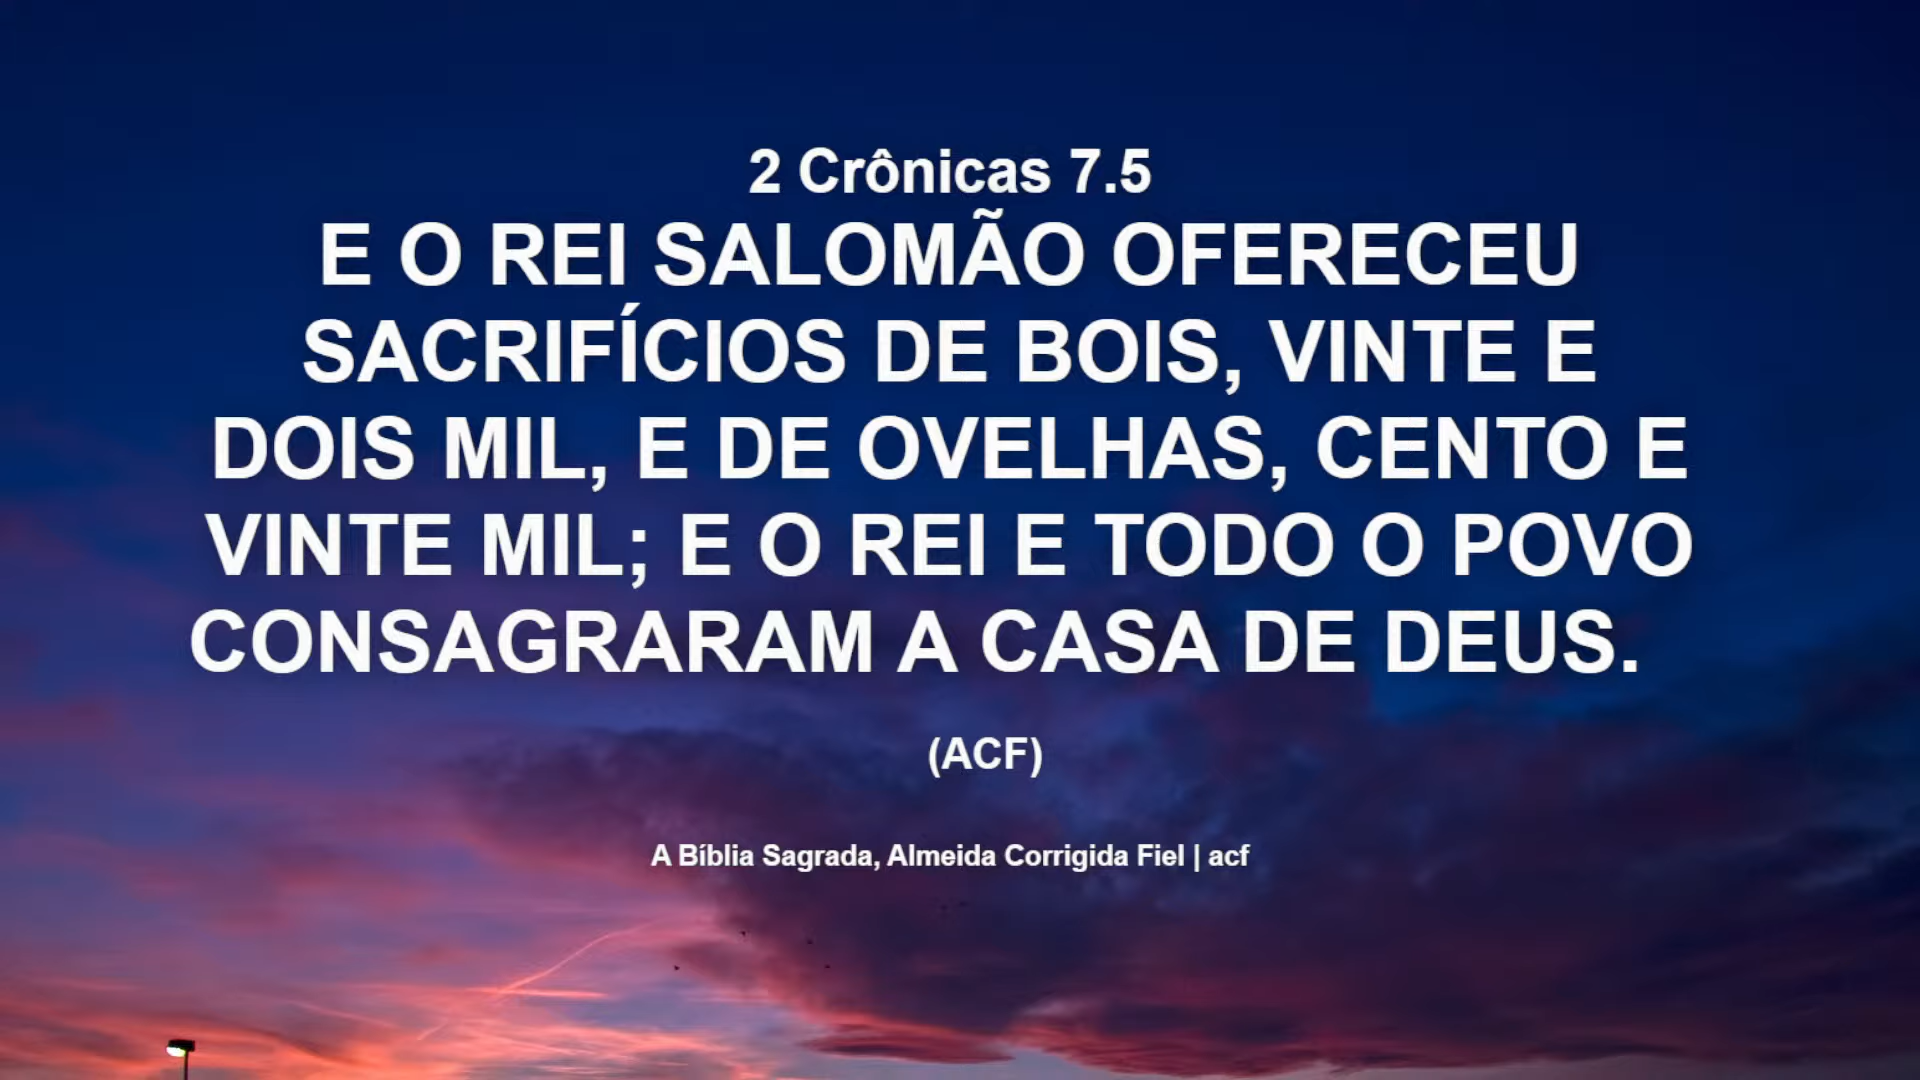 2 Crônicas 7.5
E O REI SALOMÃO OFERECEU
SACRIFÍCIOS DE BOIS, VINTE E
DOIS MIL, E DE OVELHAS, CENTO E
VINTE MIL; E O REI E TODO O POVO
CONSAGRARAM A CASA DE DEUS.
(ACF)
A Bíblia Sagrada, Almeida Corrigida Fiel | acf